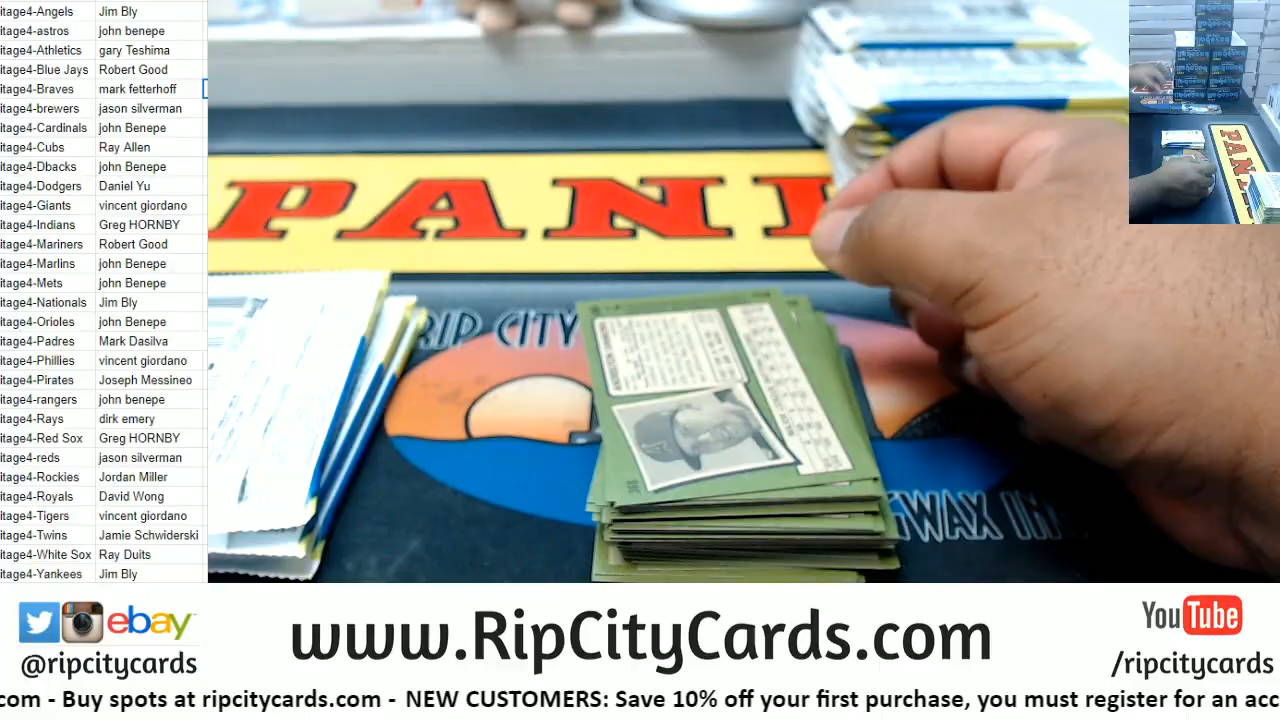 itage4-Angels Jim Bly
itage4-astros john benepe
itage4-Athletics gary Teshima
itage4-Blue Jays Robert Good
itage4-Braves mark fetterhoff
itage4-brewers jason silverman
itage4-Cardinals john Benepe
itage4-Cubs Ray Allen
itage4-Dbacks john Benepe
itage4-Dodgers Daniel Yu
itage4-Giants vincent giordano
itage4-Indians Greg HORNBY
itage4-Mariners Robert Good
itage4-Marlins john Benepe
itage4-Mets john Benepe
itage4-Nationals Jim Bly
itage4-Orioles john Benepe
itage4-Padres Mark Dasilva
itage4-Phillies vincent giordano
itage4-Pirates Joseph Messineo
itage4-rangers john benepe
itage4-Rays dirk emery
itage4-Red Sox Greg HORNBY
itage4-reds jason silverman
itage4-Rockies Jordan Miller
itage4-Royals David Wong
itage4-Tigers vincent giordano
itage4-Twins Jamie Schwiderski
itage4-White Sox Ray Duits
itage4-Yankees Jim Bly
PANI
RIP CITY
PANI
ebay
@ripcitycards
www.RipCityCards.com
YouTube
/ripcitycards
com - Buy spots at ripcitycards.com - NEW CUSTOMERS: Save 10% off your first purchase, you must register for an acc